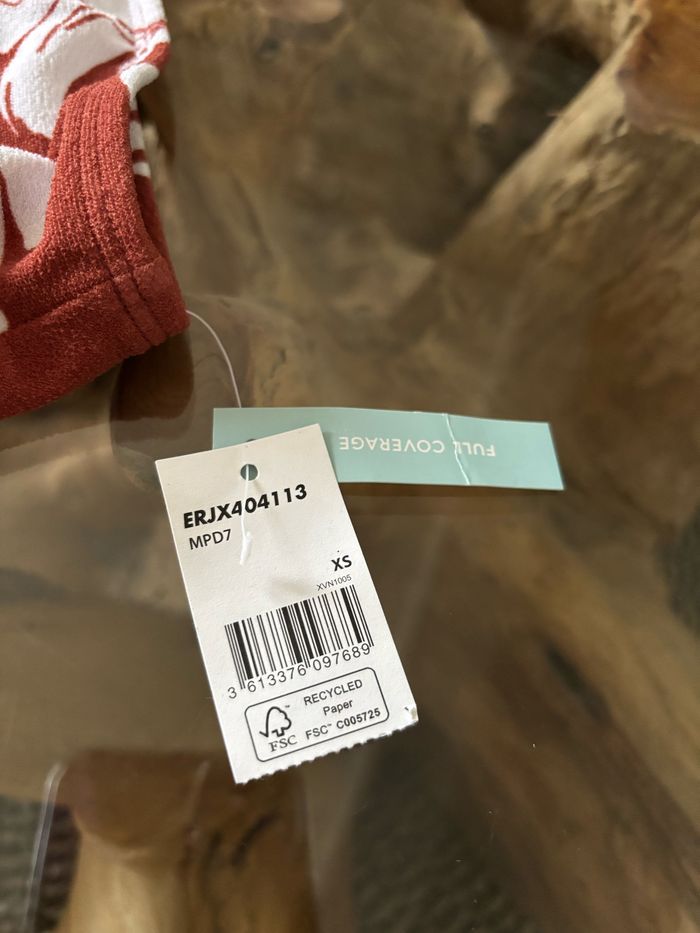 FULL COVERAGE
ERJX404113
MPD7
XS
XVN1005
3 613376 097689
RECYCLED
Paper
FSC™ C005725
FSC